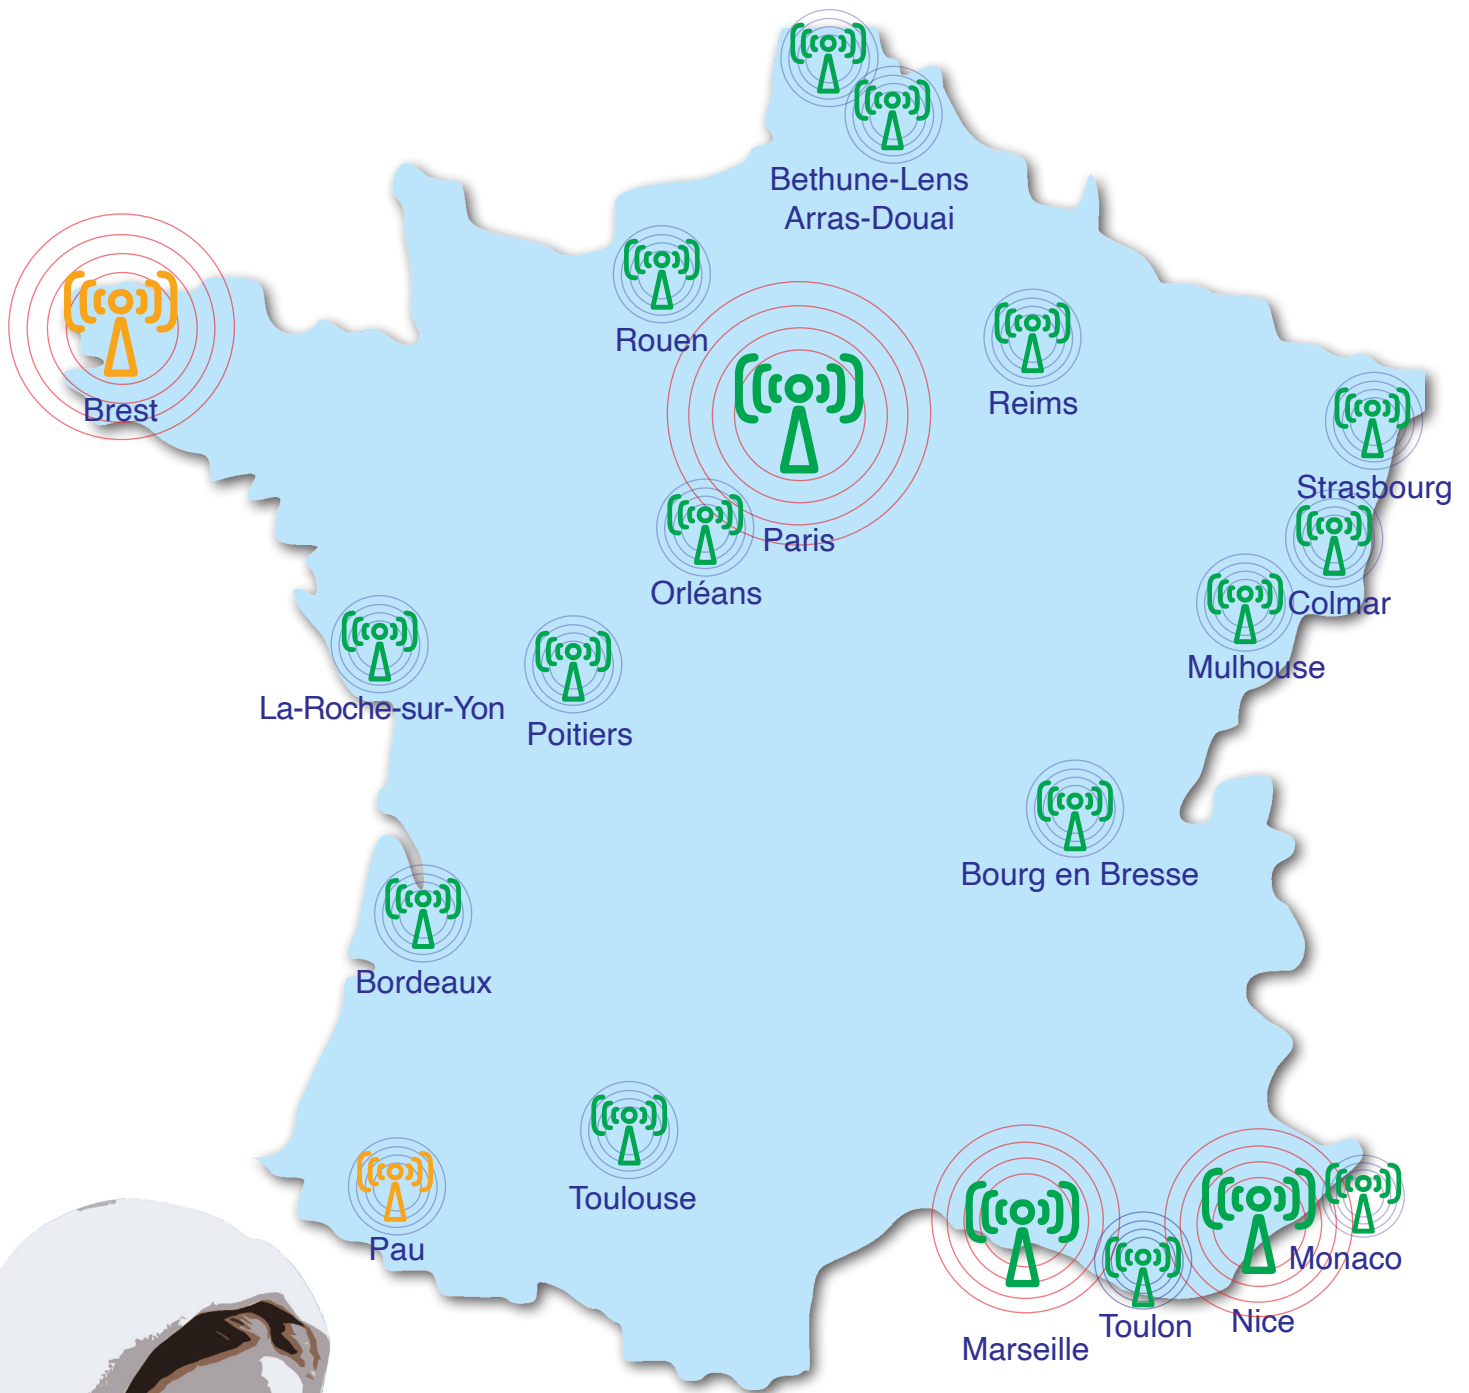 Bethune-Lens
Arras-Douai
Rouen
Reims
Brest
Strasbourg
Paris
Orléans
Colmar
Mulhouse
La-Roche-sur-Yon
Poitiers
Bourg en Bresse
Bordeaux
Toulouse
Pau
Monaco
Nice
Toulon
Marseille